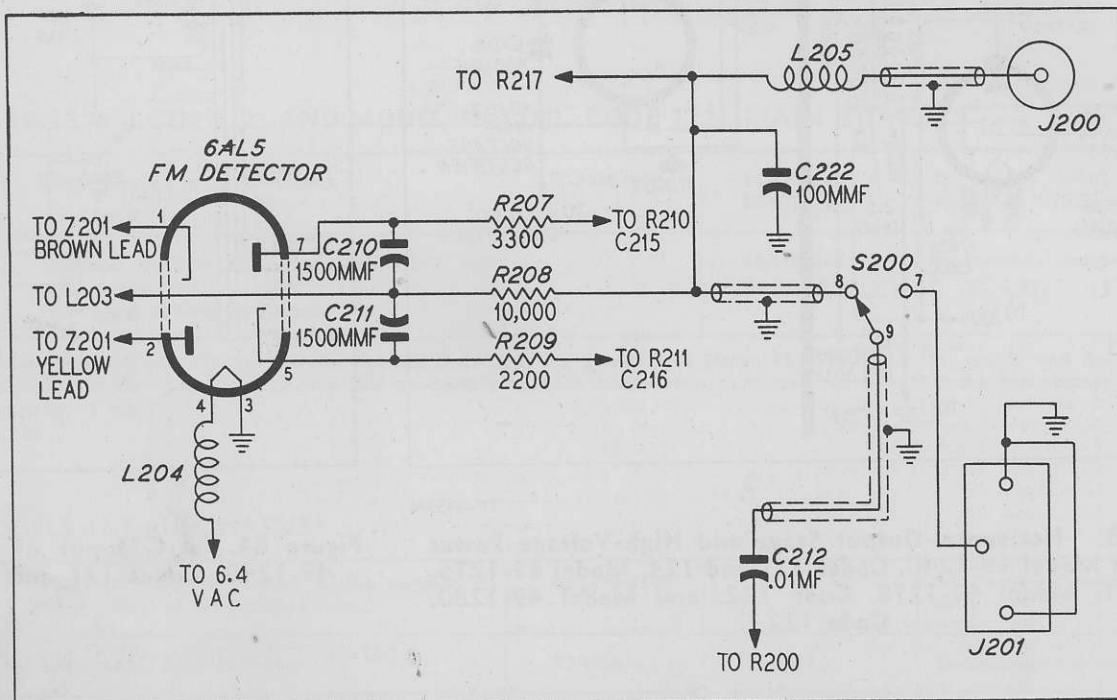 L205
TO R217
J200
6AL5
FM DETECTOR
C222
100MMF
TO Z201
BROWN LEAD
1
7
C210
1500MMF
R207
3300
TO R210
C215
S200
8
7
TO L203
R208
10,000
C211
1500MMF
9
TO Z201
YELLOW
LEAD
2
5
R209
2200
TO R211
C216
4
3
L204
TO 6.4
VAC
C212
.01MF
TO R200
J201